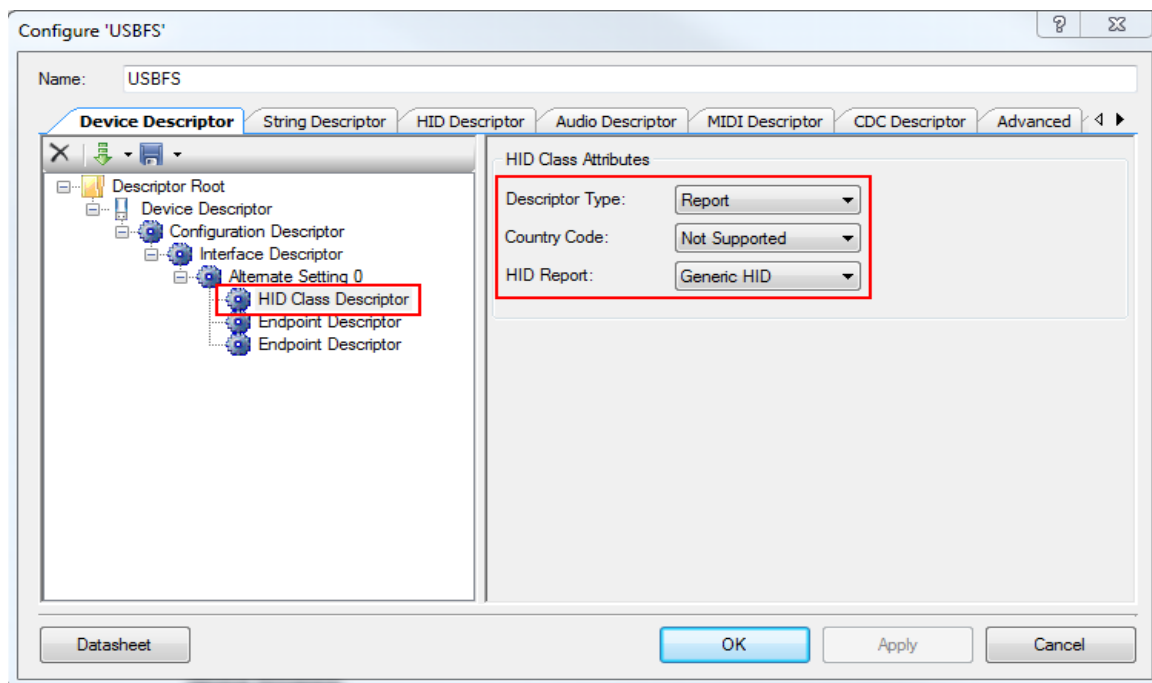 Configure 'USBFS'
Name: USBFS
Device Descriptor String Descriptor HID Descriptor Audio Descriptor MIDI Descriptor CDC Descriptor Advanced
Descriptor Root
Device Descriptor
Configuration Descriptor
Interface Descriptor
Alternate Setting 0
HID Class Descriptor
Endpoint Descriptor
Endpoint Descriptor
HID Class Attributes
Descriptor Type: Report
Country Code: Not Supported
HID Report: Generic HID
Datasheet OK Apply Cancel